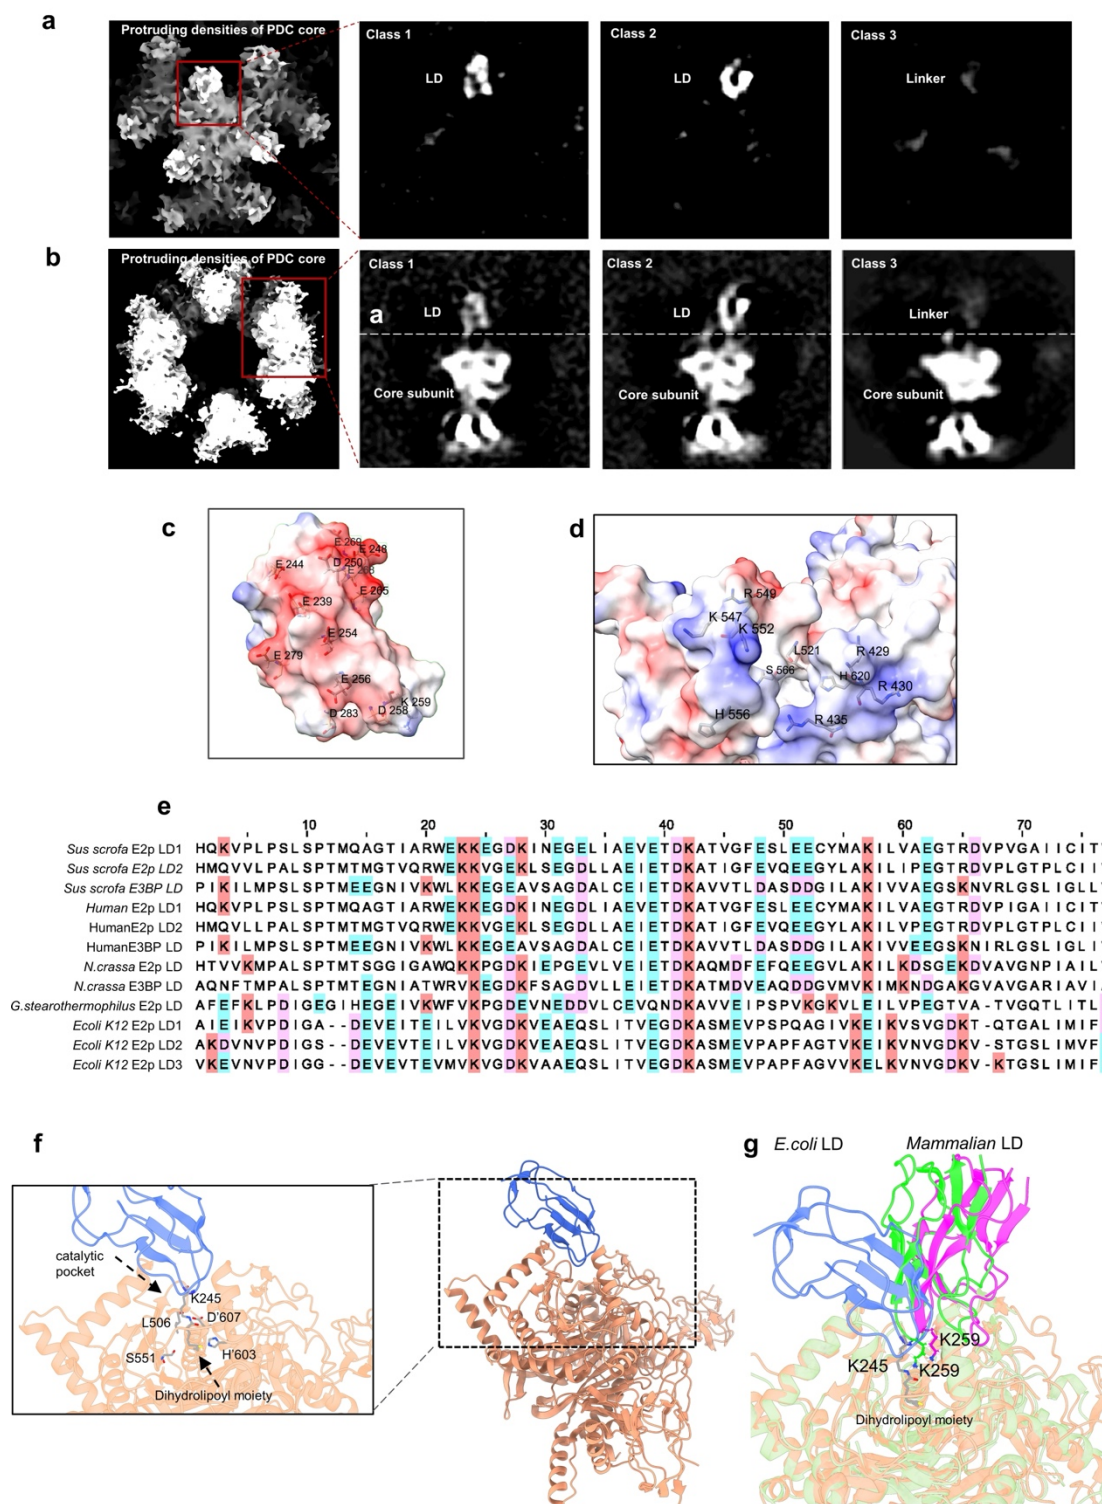 a
Protruding densities of PDC core
Class 1
LD
Class 2
LD
Class 3
Linker
b
Protruding densities of PDC core
Class 1
LD
a
Core subunit
Class 2
LD
Core subunit
Class 3
Linker
Core subunit
c
E 269
E 248
D 250
E 244
E 265
E 239
E 254
E 279
E 256
K 259
D 258
D 283
d
R 549
K 547
K 552
L521
R 429
S 566
H 620
R 430
H 556
R 435
e
10 20 30 40 50 60 70
Sus scrofa E2p LD1 HQKVPLPSLSPTMQAGTIARWEKKEGDKINEGELIAEVETDKATVGFESLEECYMAKILVAEGTRDVPVGAIICIT
Sus scrofa E2p LD2 HMQVVLPSLSPTMTMGTVQRWEKKVGEKLSEGDLLAEIETDKATIGFEVQEEGYLAKILIPEGTRDVPLGTPLCII
Sus scrofa E3BP LD PIKILMPSLSPTMEEGNIVKWLKKEGEAVSAGDALCEIETDKAVVTLDASDDGILAKIVVAEGSKNVRLGSLIGLL
Human E2p LD1 HQKVPLPSLSPTMQAGTIARWEKKEGDKINEGDLIAEVETDKATVGFESLEECYMAKILVAEGTRDVPIGAIICIT
HumanE2p LD2 HMQVLLPSLSPTMTMGTVQRWEKKVGEKLSEGDLLAEIETDKATIGFEVQEEGYLAKILVPEGTRDVPLGTPLCII
HumanE3BP LD PIKILMPSLSPTMEEGNIVKWLKKEGEAVSAGDALCEIETDKAVVTLDASDDGILAKIVVEEGSKNIRLGSLIGLI
N.crassa E2p LD HTVVKMPALSPTMTSGGIGAWQKKPGDKIEPGEVLVEIETDKAQMDFEFQEEGVLAKILKDSGEKDVAVGNPIAIL
N.crassa E3BP LD AQNFTMPALSPTMTEGNIATWRVKEGDKFSAGDVLLEIETDKATMDVEAQDDGVMVKIMKNDGAKGVAVGARIAVI
G.stearothermophilus E2p LD AFEFKLPDIGEGIHEGEIVKWFVKPGDEVNEDDVLCEVQNDKAVVEIPSPVKGKVLEILVPEGTVA-TVGQTLITL
Ecoli K12 E2p LD1 AIEIKVPDIGA--DEVEITEILVKVGDKVEAEQSLITVEGDKASMEVPSPQAGIVKEIKVSVGDKT-QTGALIMIF
Ecoli K12 E2p LD2 AKDVNVPDIGG--DEVEVTEILVKVGDKVEAEQSLITVEGDKASMEVPAPFAGTVKEIKVNVGDKV-STGSLIMVF
Ecoli K12 E2p LD3 VKEVNVPDIGG--DEVEVTEVMVKVGDKVAAEQSLITVEGDKASMEVPAPFAGVVKELKVNVGDKV-KTGSLIMIF
f
catalytic
pocket
K245
L506
D'607
S551
H'603
Dihydrolipoyl moiety
g
E.coli LD
Mammalian LD
K259
K245
K259
Dihydrolipoyl moiety